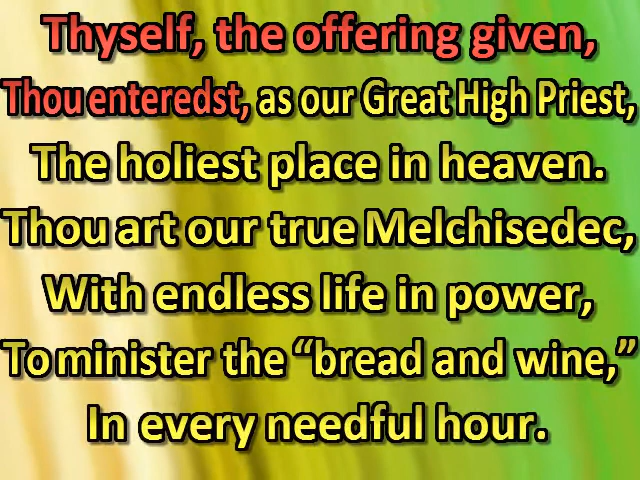 Thyself, the offering given,
Thou enteredst, as our Great High Priest,
The holiest place in heaven.
Thou art our true Melchisedec,
With endless life in power,
To minister the “bread and wine,”
In every needful hour.